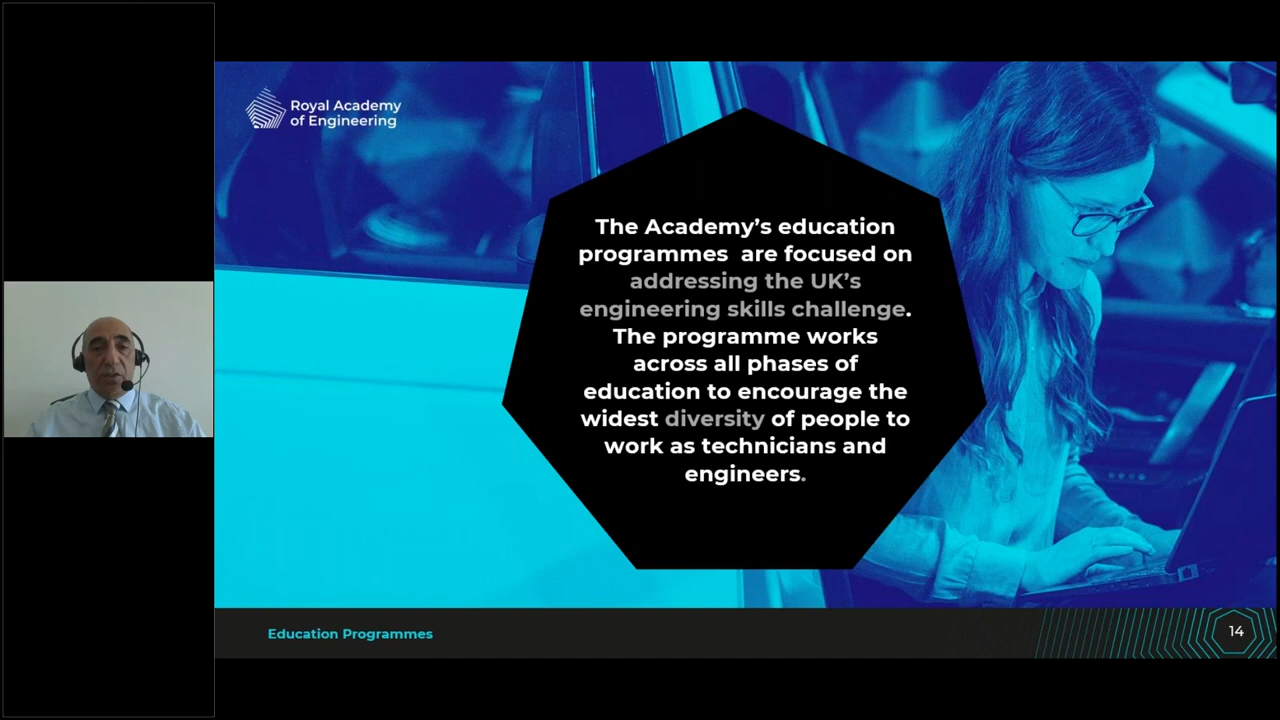 Royal Academy
of Engineering
The Academy’s education
programmes  are focused on
addressing the UK’s
engineering skills challenge.
The programme works
across all phases of
education to encourage the
widest diversity of people to
work as technicians and
engineers.
Education Programmes
14